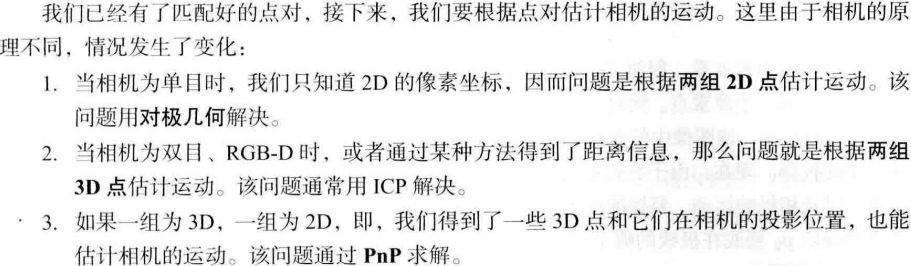 我们已经有了匹配好的点对，接下来，我们要根据点对估计相机的运动。这里由于相机的原
理不同，情况发生了变化：
1. 当相机为单目时，我们只知道 2D 的像素坐标，因而问题是根据两组 2D 点估计运动。该
问题用对极几何解决。
2. 当相机为双目、RGB-D 时，或者通过某种方法得到了距离信息，那么问题就是根据两组
3D 点估计运动。该问题通常用 ICP 解决。
3. 如果一组为 3D，一组为 2D，即，我们得到了一些 3D 点和它们在相机的投影位置，也能
估计相机的运动。该问题通过 PnP 求解。